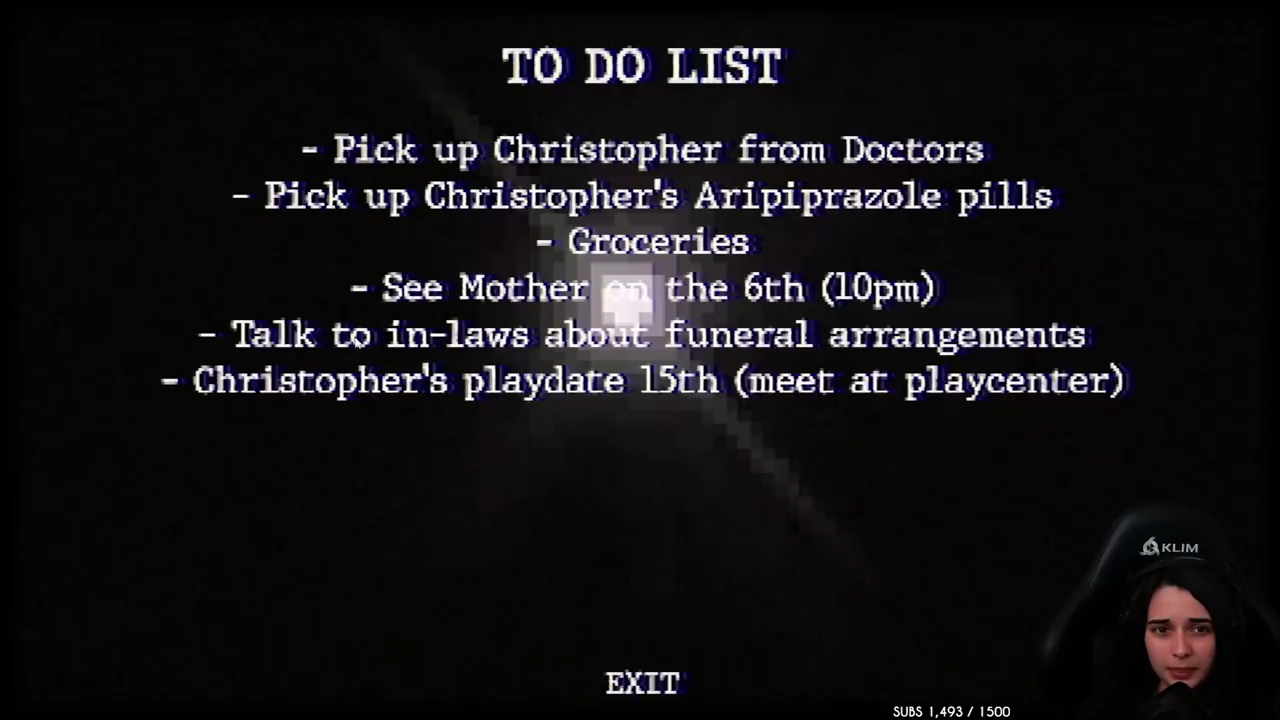 TO DO LIST
- Pick up Christopher from Doctors
- Pick up Christopher's Aripiprazole pills
- Groceries
- See Mother on the 6th (10pm)
- Talk to in-laws about funeral arrangements
- Christopher's playdate 15th (meet at playcenter)
KLIM
EXIT
SUBS 1,493 / 1500